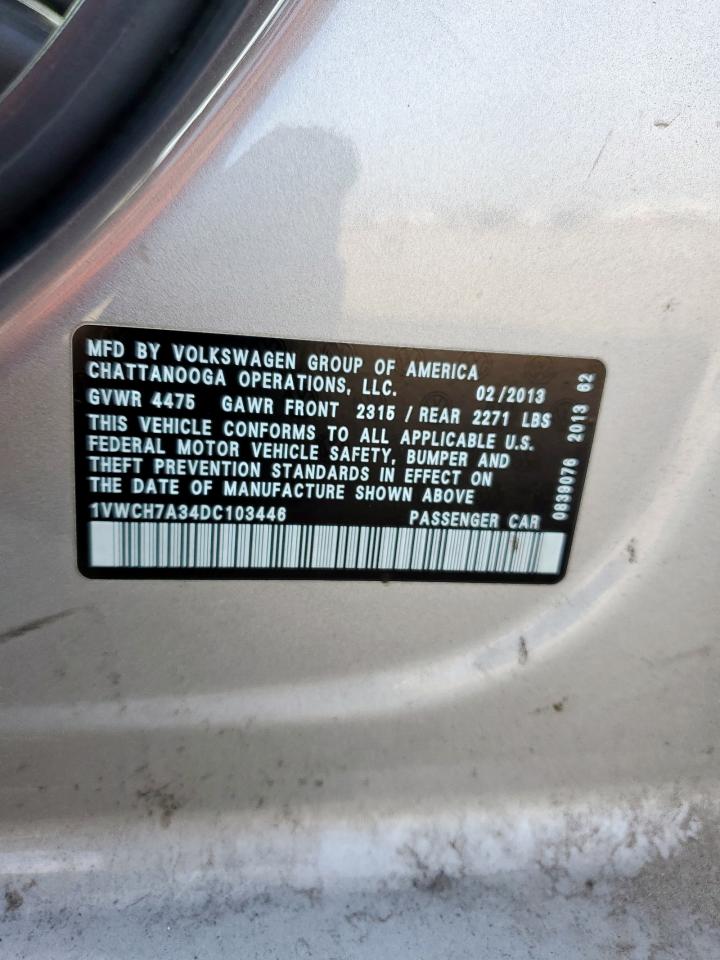 MFD BY VOLKSWAGEN GROUP OF AMERICA
CHATTANOOGA OPERATIONS, LLC. 02/2013
GVWR 4475 GAWR FRONT 2315 / REAR 2271 LBS
THIS VEHICLE CONFORMS TO ALL APPLICABLE U.S.
FEDERAL MOTOR VEHICLE SAFETY, BUMPER AND
THEFT PREVENTION STANDARDS IN EFFECT ON
THE DATE OF MANUFACTURE SHOWN ABOVE
1VWCH7A34DC103446 PASSENGER CAR
0839076 2013 62